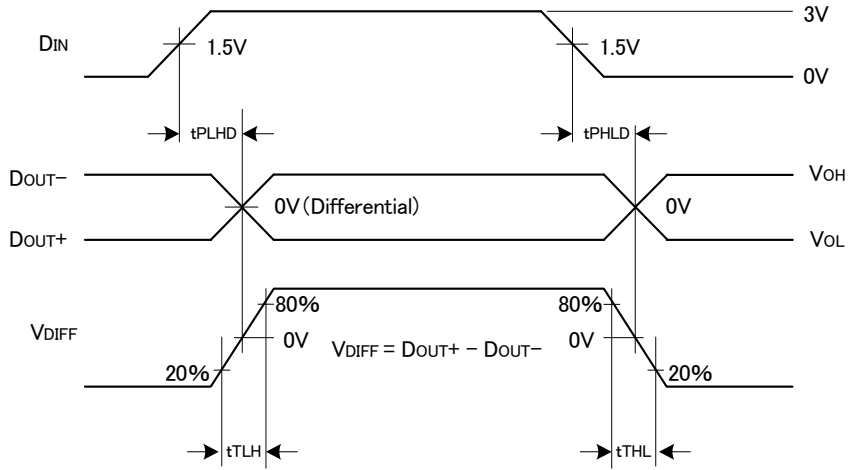 DIN
1.5V
1.5V
3V
0V
tPLHD
tPHLD
DOUT−
DOUT+
0V(Differential)
0V
VOH
VOL
VDIFF
80%
0V
20%
VDIFF = DOUT+ − DOUT−
80%
0V
20%
tTLH
tTHL